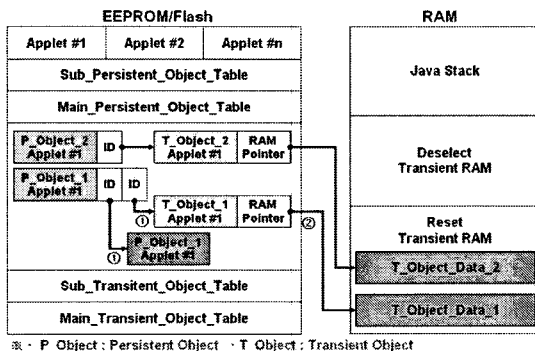 EEPROM/Flash
RAM
Applet #1
Applet #2
Applet #n
Sub_Persistent_Object_Table
Main_Persistent_Object_Table
P_Object_2
Applet #1
ID
T_Object_2
Applet #1
RAM
Pointer
P_Object_1
Applet #1
ID
ID
T_Object_1
Applet #1
RAM
Pointer
①
②
①
P_Object_1
Applet #1
Sub_Transitent_Object_Table
Main_Transient_Object_Table
Java Stack
Deselect
Transient RAM
Reset
Transient RAM
T_Object_Data_2
T_Object_Data_1
※ · P_Object : Persistent Object · T_Object : Transient Object